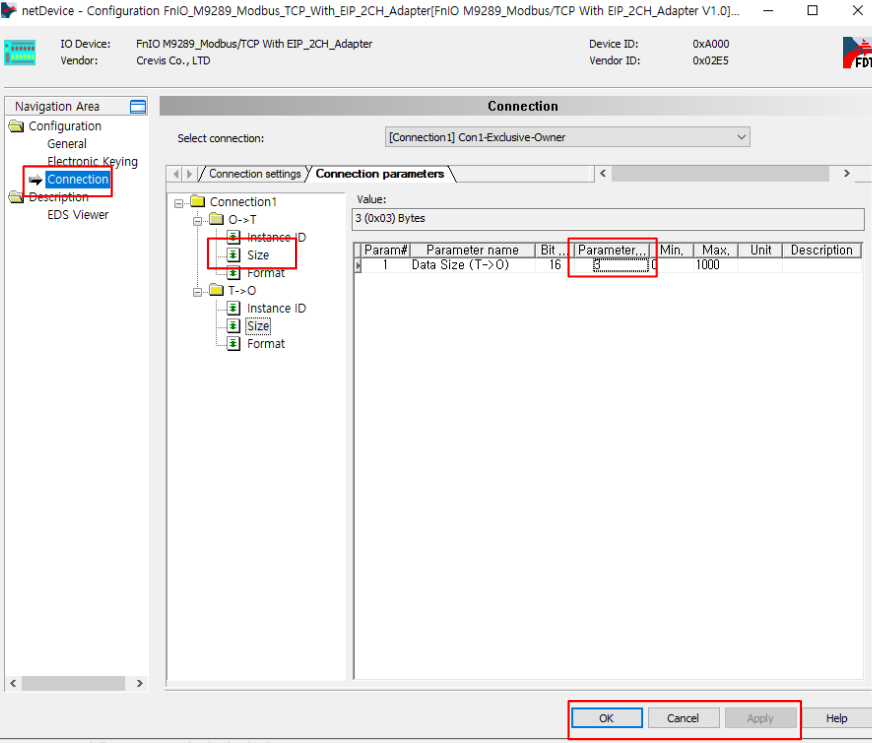 netDevice - Configuration FnIO_M9289_Modbus_TCP_With_EIP_2CH_Adapter[FnIO M9289_Modbus/TCP With EIP_2CH_Adapter V1.0]...
IO Device: FnIO M9289_Modbus/TCP With EIP_2CH_Adapter Device ID: 0xA000
Vendor: Crevis Co., LTD Vendor ID: 0x02E5
FDT
Navigation Area
Connection
Configuration
General
Electronic Keying
Connection
Description
EDS Viewer
Select connection: [Connection1] Con1-Exclusive-Owner
Connection settings Connection parameters
Connection1
O->T
Instance ID
Size
Format
T->O
Instance ID
Size
Format
Value:
3 (0x03) Bytes
Param# Parameter name Bit ... Parameter... Min, Max, Unit Description
1 Data Size (T->O) 16 3 0 1000
OK Cancel Apply Help